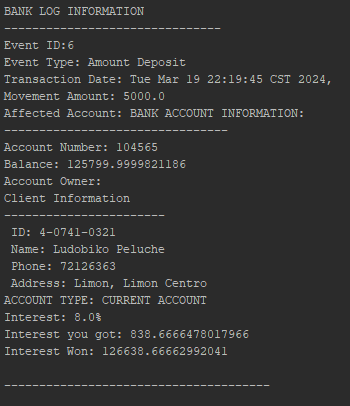 BANK LOG INFORMATION
-------------------------------
Event ID:6
Event Type: Amount Deposit
Transaction Date: Tue Mar 19 22:19:45 CST 2024,
Movement Amount: 5000.0
Affected Account: BANK ACCOUNT INFORMATION:
--------------------------------
Account Number: 104565
Balance: 125799.9999821186
Account Owner:
Client Information
-----------------------
 ID: 4-0741-0321
 Name: Ludobiko Peluche
 Phone: 72126363
 Address: Limon, Limon Centro
ACCOUNT TYPE: CURRENT ACCOUNT
Interest: 8.0%
Interest you got: 838.6666478017966
Interest Won: 126638.66662992041
--------------------------------------